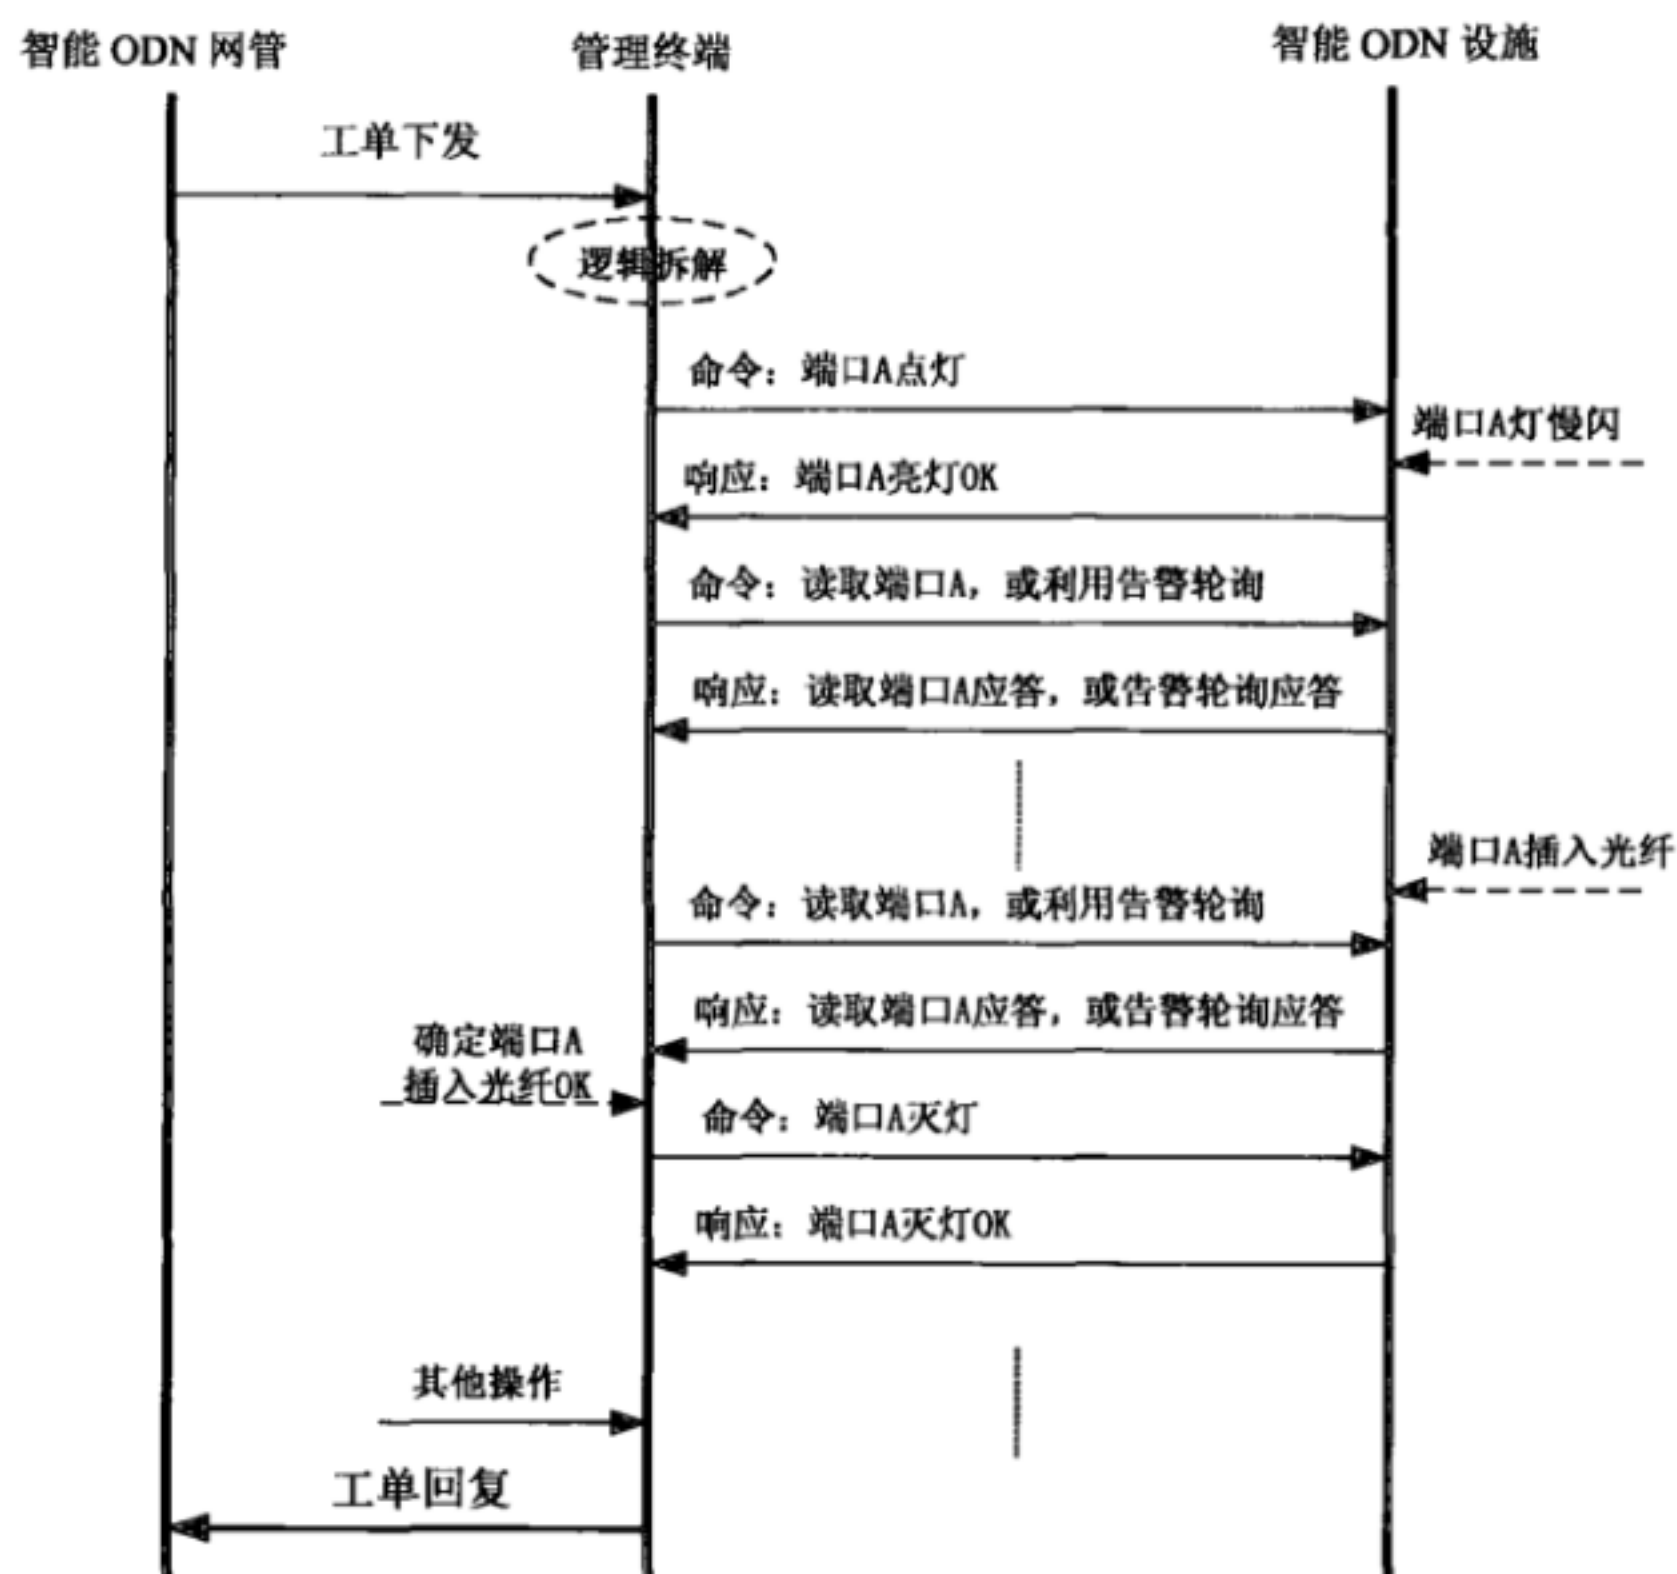 智能 ODN 网管
管理终端
智能 ODN 设施
工单下发
逻辑拆解
命令：端口A点灯
端口A灯慢闪
响应：端口A亮灯OK
命令：读取端口A，或利用告警轮询
响应：读取端口A应答，或告警轮询应答
端口A插入光纤
命令：读取端口A，或利用告警轮询
响应：读取端口A应答，或告警轮询应答
确定端口A
插入光纤OK
命令：端口A灭灯
响应：端口A灭灯OK
其他操作
工单回复